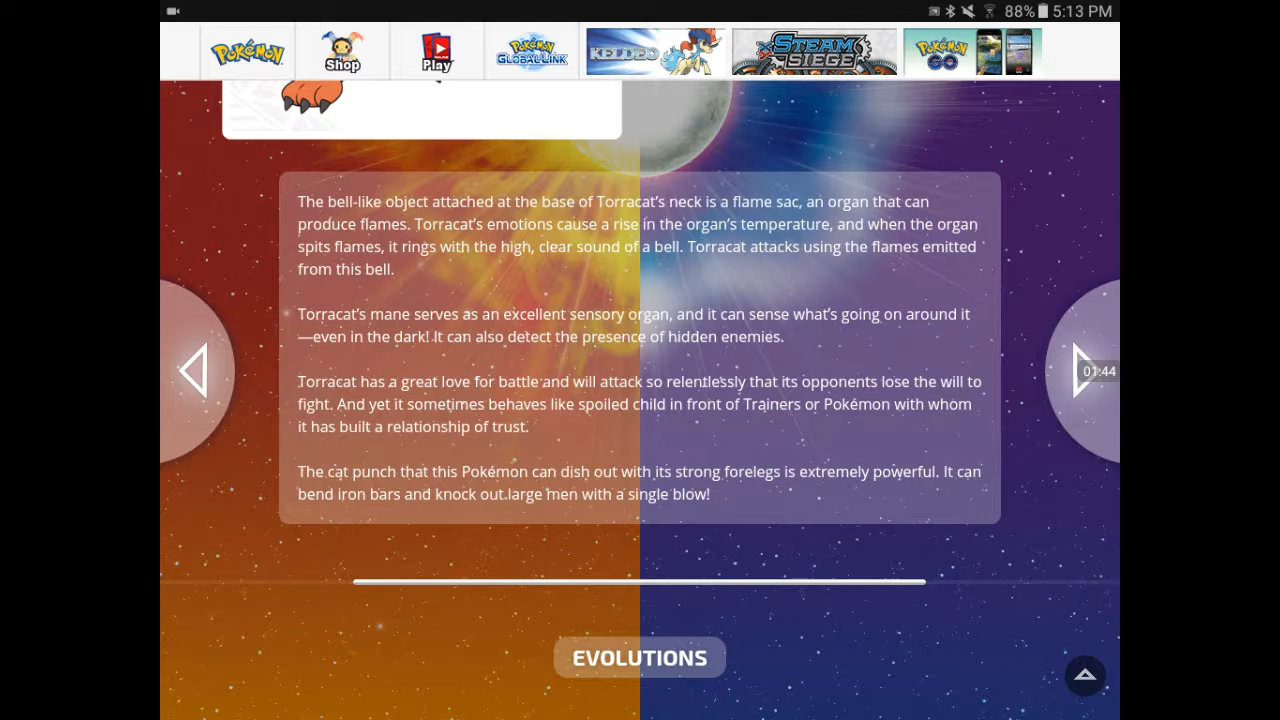 88% 5:13 PM
POKéMON
Shop
Play
POKéMON
GLOBAL LINK
KELDEO
STEAM
SIEGE
POKéMON
GO
The bell-like object attached at the base of Torracat's neck is a flame sac, an organ that can
produce flames. Torracat's emotions cause a rise in the organ's temperature, and when the organ
spits flames, it rings with the high, clear sound of a bell. Torracat attacks using the flames emitted
from this bell.
Torracat's mane serves as an excellent sensory organ, and it can sense what's going on around it
—even in the dark! It can also detect the presence of hidden enemies.
Torracat has a great love for battle and will attack so relentlessly that its opponents lose the will to
fight. And yet it sometimes behaves like spoiled child in front of Trainers or Pokémon with whom
it has built a relationship of trust.
The cat punch that this Pokémon can dish out with its strong forelegs is extremely powerful. It can
bend iron bars and knock out large men with a single blow!
01:44
EVOLUTIONS